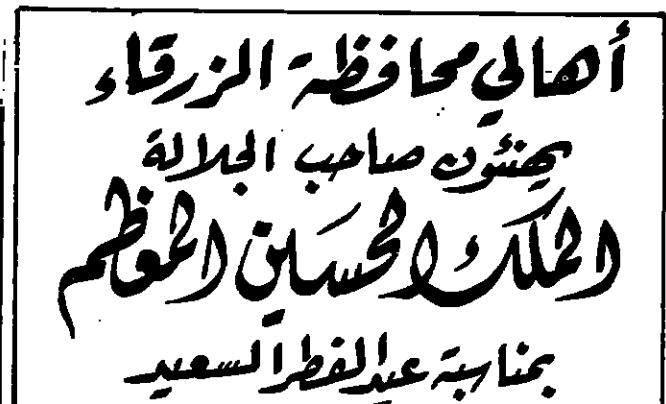 أهالي محافظة الزرقاء
يهنئون صاحب الجلالة
الملك الحسين المعظم
بمناسبة عيد الفطر السعيد